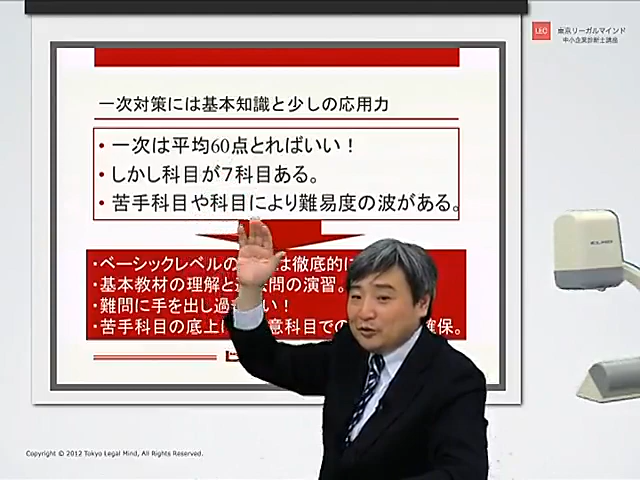 LEC 東京リーガルマインド
中小企業診断士講座
一次対策には基本知識と少しの応用力
・一次は平均60点とればいい！
・しかし科目が7科目ある。
・苦手科目や科目により難易度の波がある。
・ベーシックレベルの は徹底的に
・基本教材の理解と 問の演習。
・難問に手を出し過 い！
・苦手科目の底上 意科目での 確保。
ELMO
Copyright © 2012 Tokyo Legal Mind, All Rights Reserved.